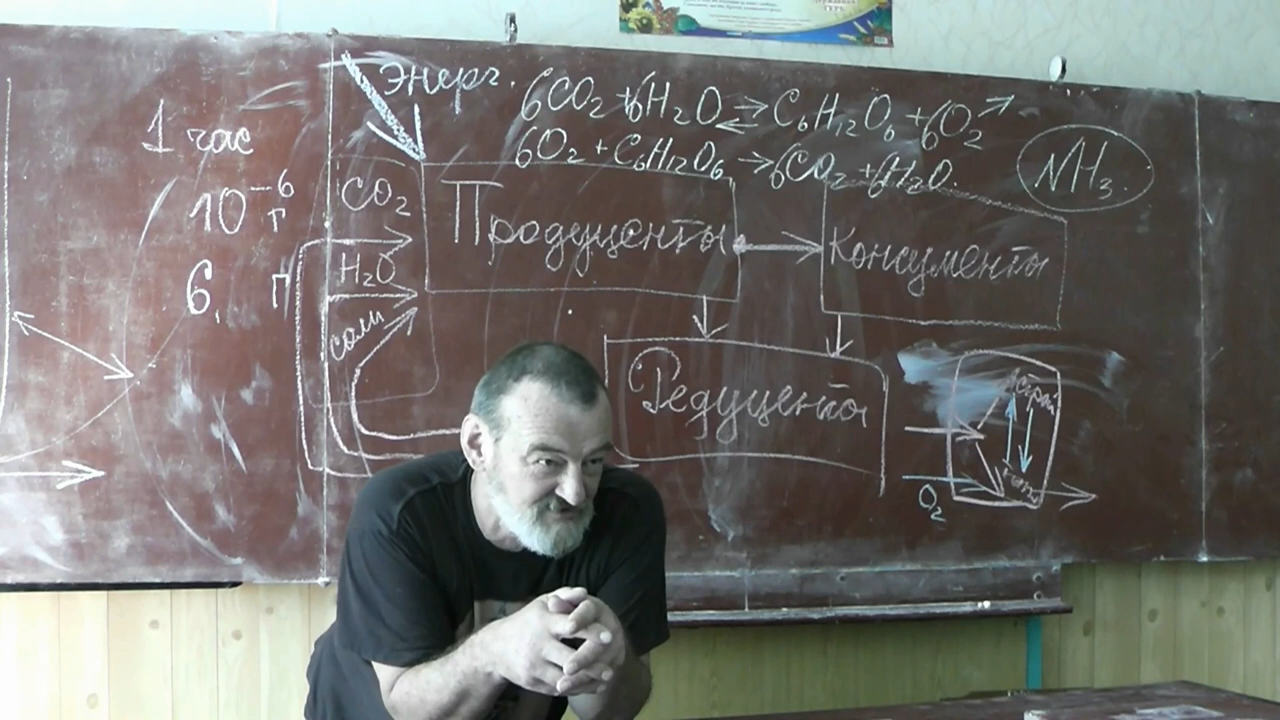 энерг.
6CO₂ + 6H₂O ⇄ C₆H₁₂O₆ + 6O₂ ↗
6O₂ + C₆H₁₂O₆ → 6CO₂ + 6H₂O.
NH₃.
1 час
10⁻⁶ г
6, г
CO₂
H₂O
соли
Продуценты
Консументы
Редуценты
O₂